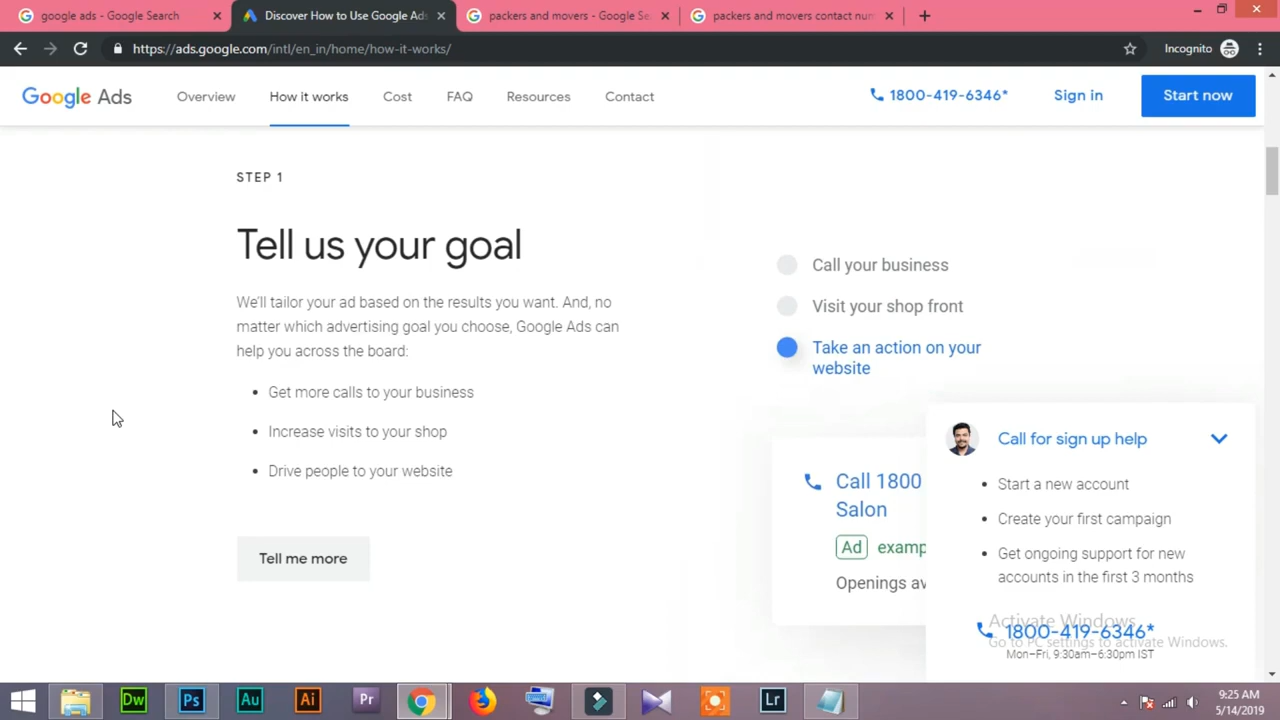 google ads - Google Search
Discover How to Use Google Ads
packers and movers - Google Se
packers and movers contact num
https://ads.google.com/intl/en_in/home/how-it-works/
Incognito
Google Ads
Overview
How it works
Cost
FAQ
Resources
Contact
1800-419-6346*
Sign in
Start now
STEP 1
Tell us your goal
We'll tailor your ad based on the results you want. And, no
matter which advertising goal you choose, Google Ads can
help you across the board:
• Get more calls to your business
• Increase visits to your shop
• Drive people to your website
Tell me more
Call your business
Visit your shop front
Take an action on your
website
Call 1800
Salon
Ad examp
Openings av
Call for sign up help
• Start a new account
• Create your first campaign
• Get ongoing support for new
accounts in the first 3 months
1800-419-6346*
Mon–Fri, 9:30am–6:30pm IST
Activate Windows
Go to PC settings to activate Windows.
Dw
Ps
Au
Ai
Pr
Lr
9:25 AM
5/14/2019